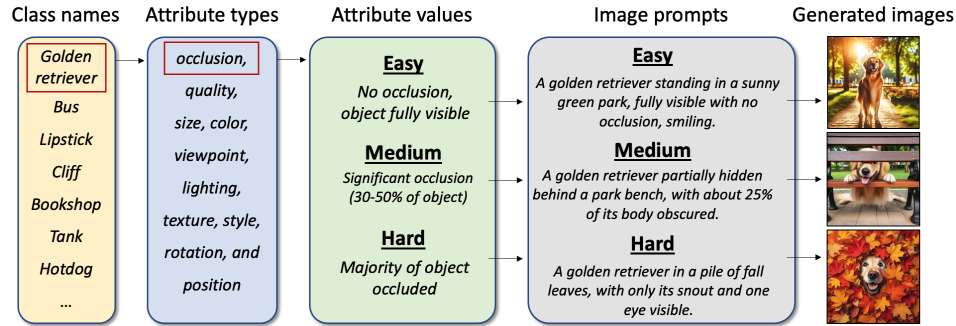 Class names
Attribute types
Attribute values
Image prompts
Generated images
Golden
retriever
Bus
Lipstick
Cliff
Bookshop
Tank
Hotdog
...
occlusion,
quality,
size, color,
viewpoint,
lighting,
texture, style,
rotation, and
position
Easy
No occlusion,
object fully visible
Medium
Significant occlusion
(30-50% of object)
Hard
Majority of object
occluded
Easy
A golden retriever standing in a sunny
green park, fully visible with no
occlusion, smiling.
Medium
A golden retriever partially hidden
behind a park bench, with about 25%
of its body obscured.
Hard
A golden retriever in a pile of fall
leaves, with only its snout and one
eye visible.